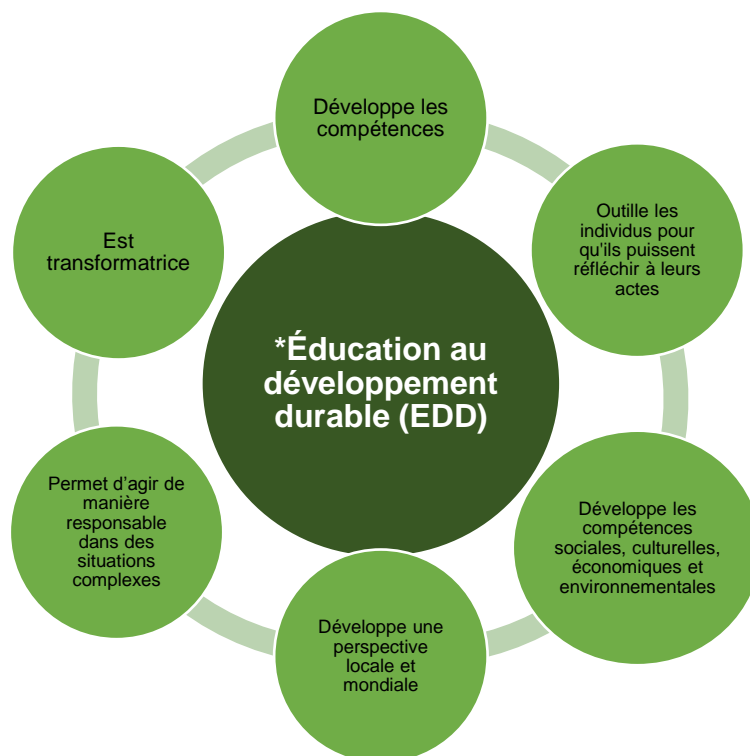 Développe les
compétences
Outille les
individus pour
qu'ils puissent
réfléchir à leurs
actes
Développe les
compétences
sociales, culturelles,
économiques et
environnementales
Développe une
perspective
locale et
mondiale
Permet d'agir de
manière
responsable
dans des
situations
complexes
Est
transformatrice
*Éducation au
développement
durable (EDD)